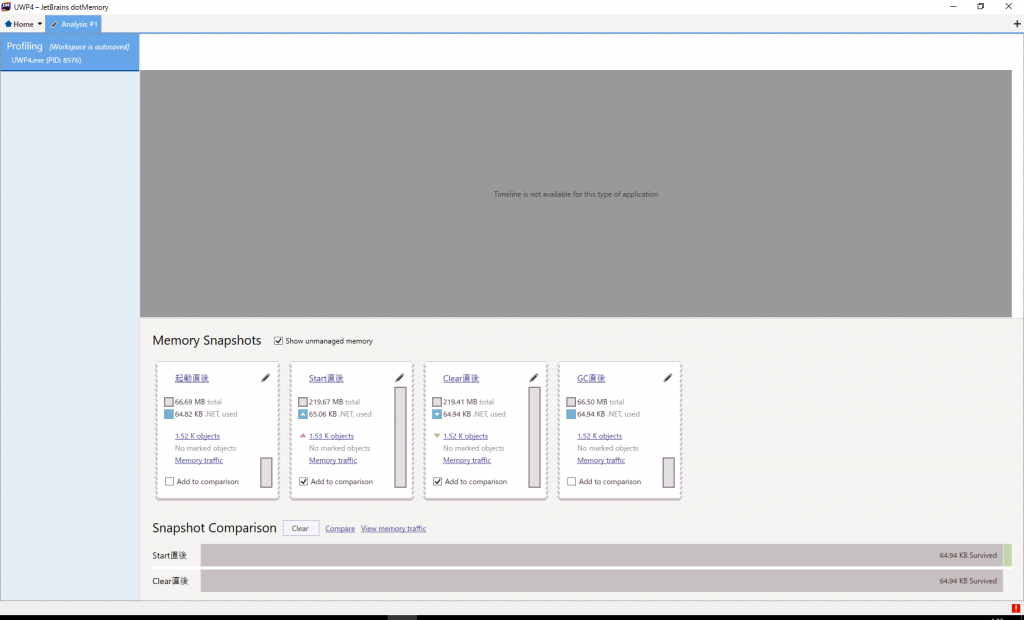 UWP4 – JetBrains dotMemory
Home
Analysis #1
Profiling [Workspace is autosaved]
UWP4.exe (PID: 8576)
Timeline is not available for this type of application
Memory Snapshots
Show unmanaged memory
起動直後
66.69 MB total
64.82 KB .NET, used
1.52 K objects
No marked objects
Memory traffic
Add to comparison
Start直後
219.67 MB total
65.06 KB .NET, used
1.53 K objects
No marked objects
Memory traffic
Add to comparison
Clear直後
219.41 MB total
64.94 KB .NET, used
1.52 K objects
No marked objects
Memory traffic
Add to comparison
GC直後
66.50 MB total
64.94 KB .NET, used
1.52 K objects
No marked objects
Memory traffic
Add to comparison
Snapshot Comparison
Clear
Compare
View memory traffic
Start直後
64.94 KB Survived
Clear直後
64.94 KB Survived